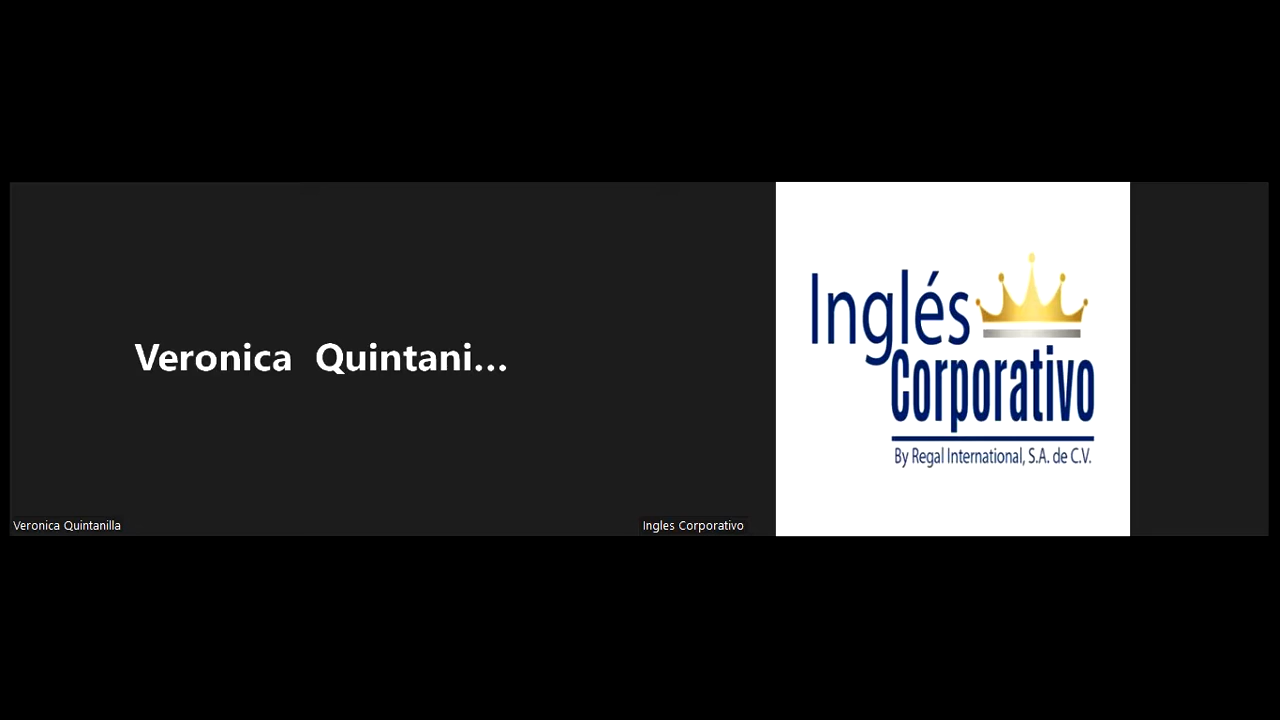 Veronica Quintani...
Veronica Quintanilla
Ingles Corporativo
Inglés
Corporativo
By Regal International, S.A. de C.V.